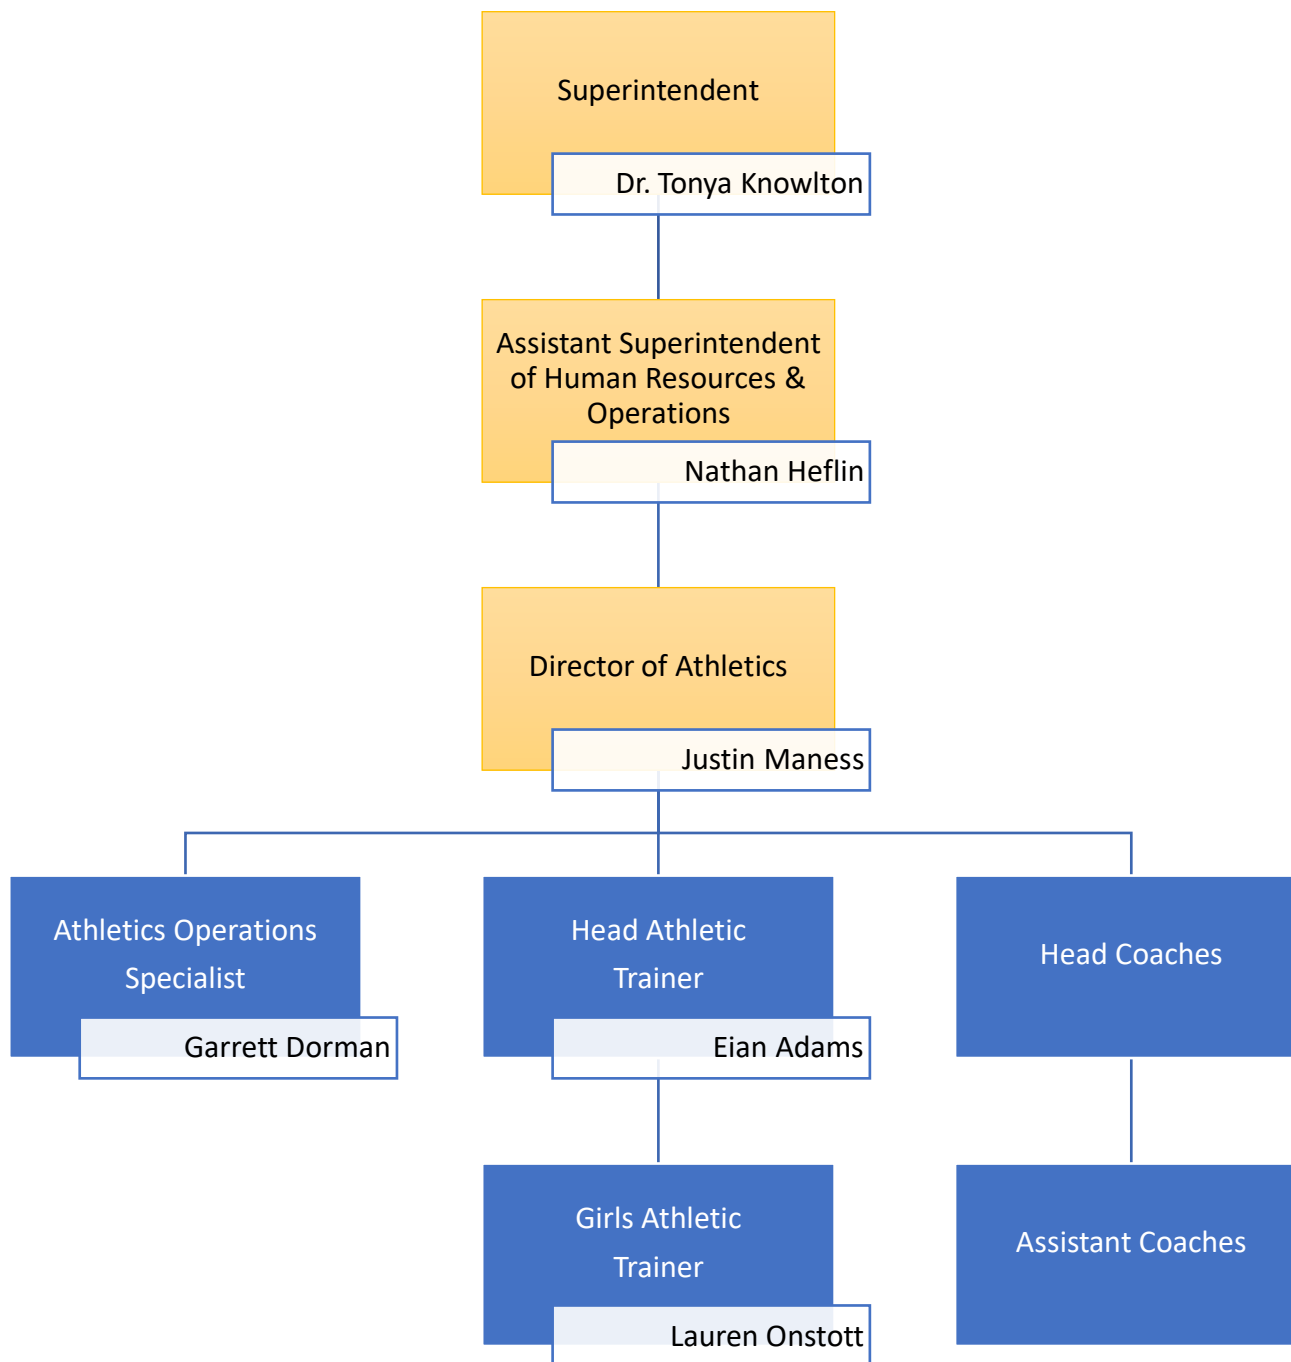 Superintendent
Dr. Tonya Knowlton
Assistant Superintendent
of Human Resources &
Operations
Nathan Heflin
Director of Athletics
Justin Maness
Athletics Operations
Specialist
Garrett Dorman
Head Athletic
Trainer
Eian Adams
Head Coaches
Girls Athletic
Trainer
Lauren Onstott
Assistant Coaches